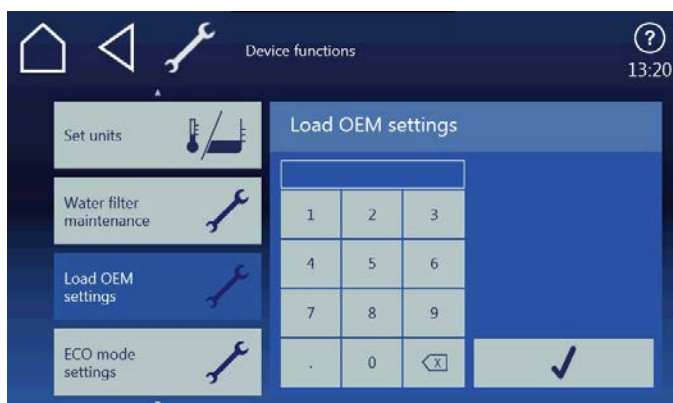 Device functions
?
13:20
Set units
Load OEM settings
Water filter
maintenance
1 2 3
Load OEM
settings
4 5 6
7 8 9
ECO mode
settings
. 0 X